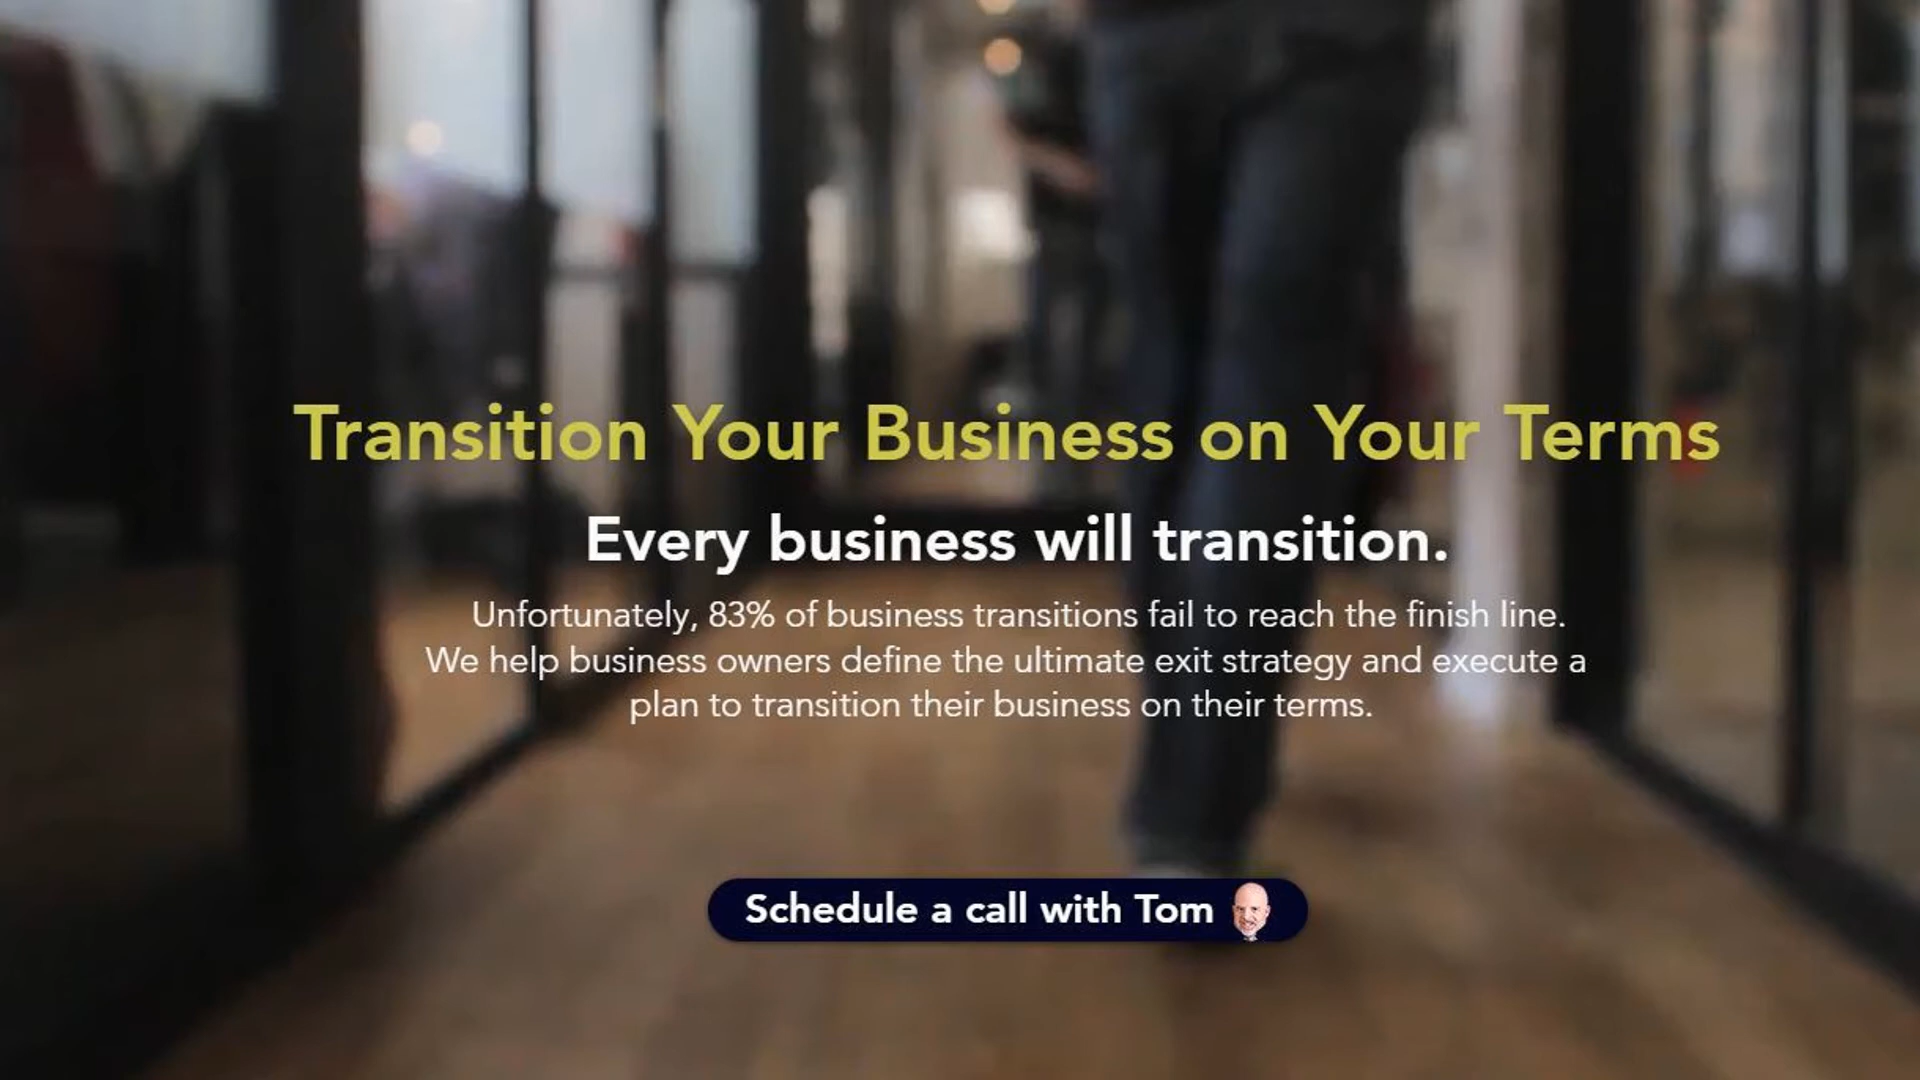 Transition Your Business on Your Terms
Every business will transition.
Unfortunately, 83% of business transitions fail to reach the finish line.
We help business owners define the ultimate exit strategy and execute a
plan to transition their business on their terms.
Schedule a call with Tom